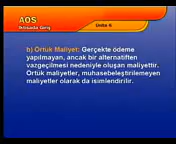 AÖS
İktisada Giriş
Ünite 6
b) Örtük Maliyet: Gerçekte ödeme
yapılmayan, ancak bir alternatiften
vazgeçilmesi nedeniyle oluşan maliyettir.
Örtük maliyetler, muhasebeleştirilemeyen
maliyetler olarak da isimlendirilir.